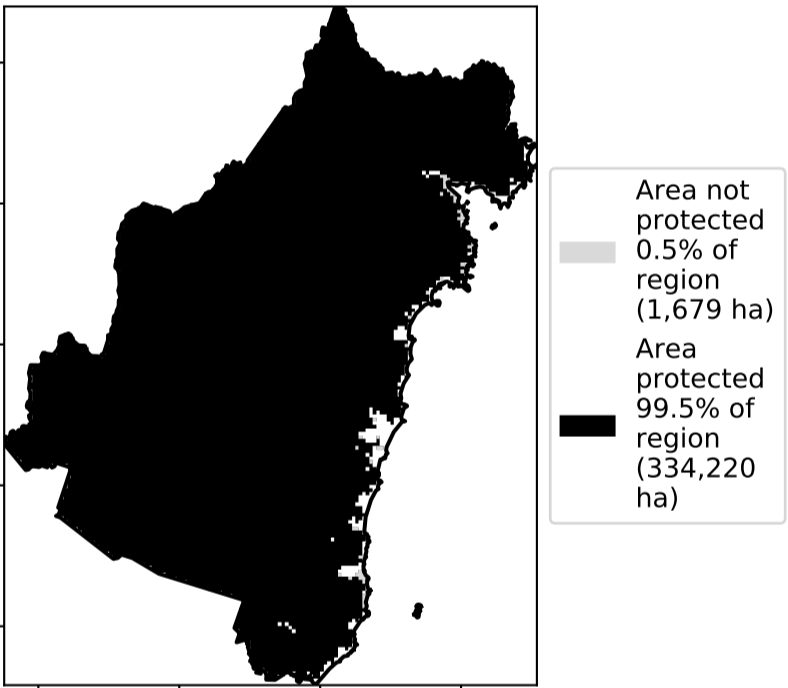 Area not
protected
0.5% of
region
(1,679 ha)
Area
protected
99.5% of
region
(334,220
ha)